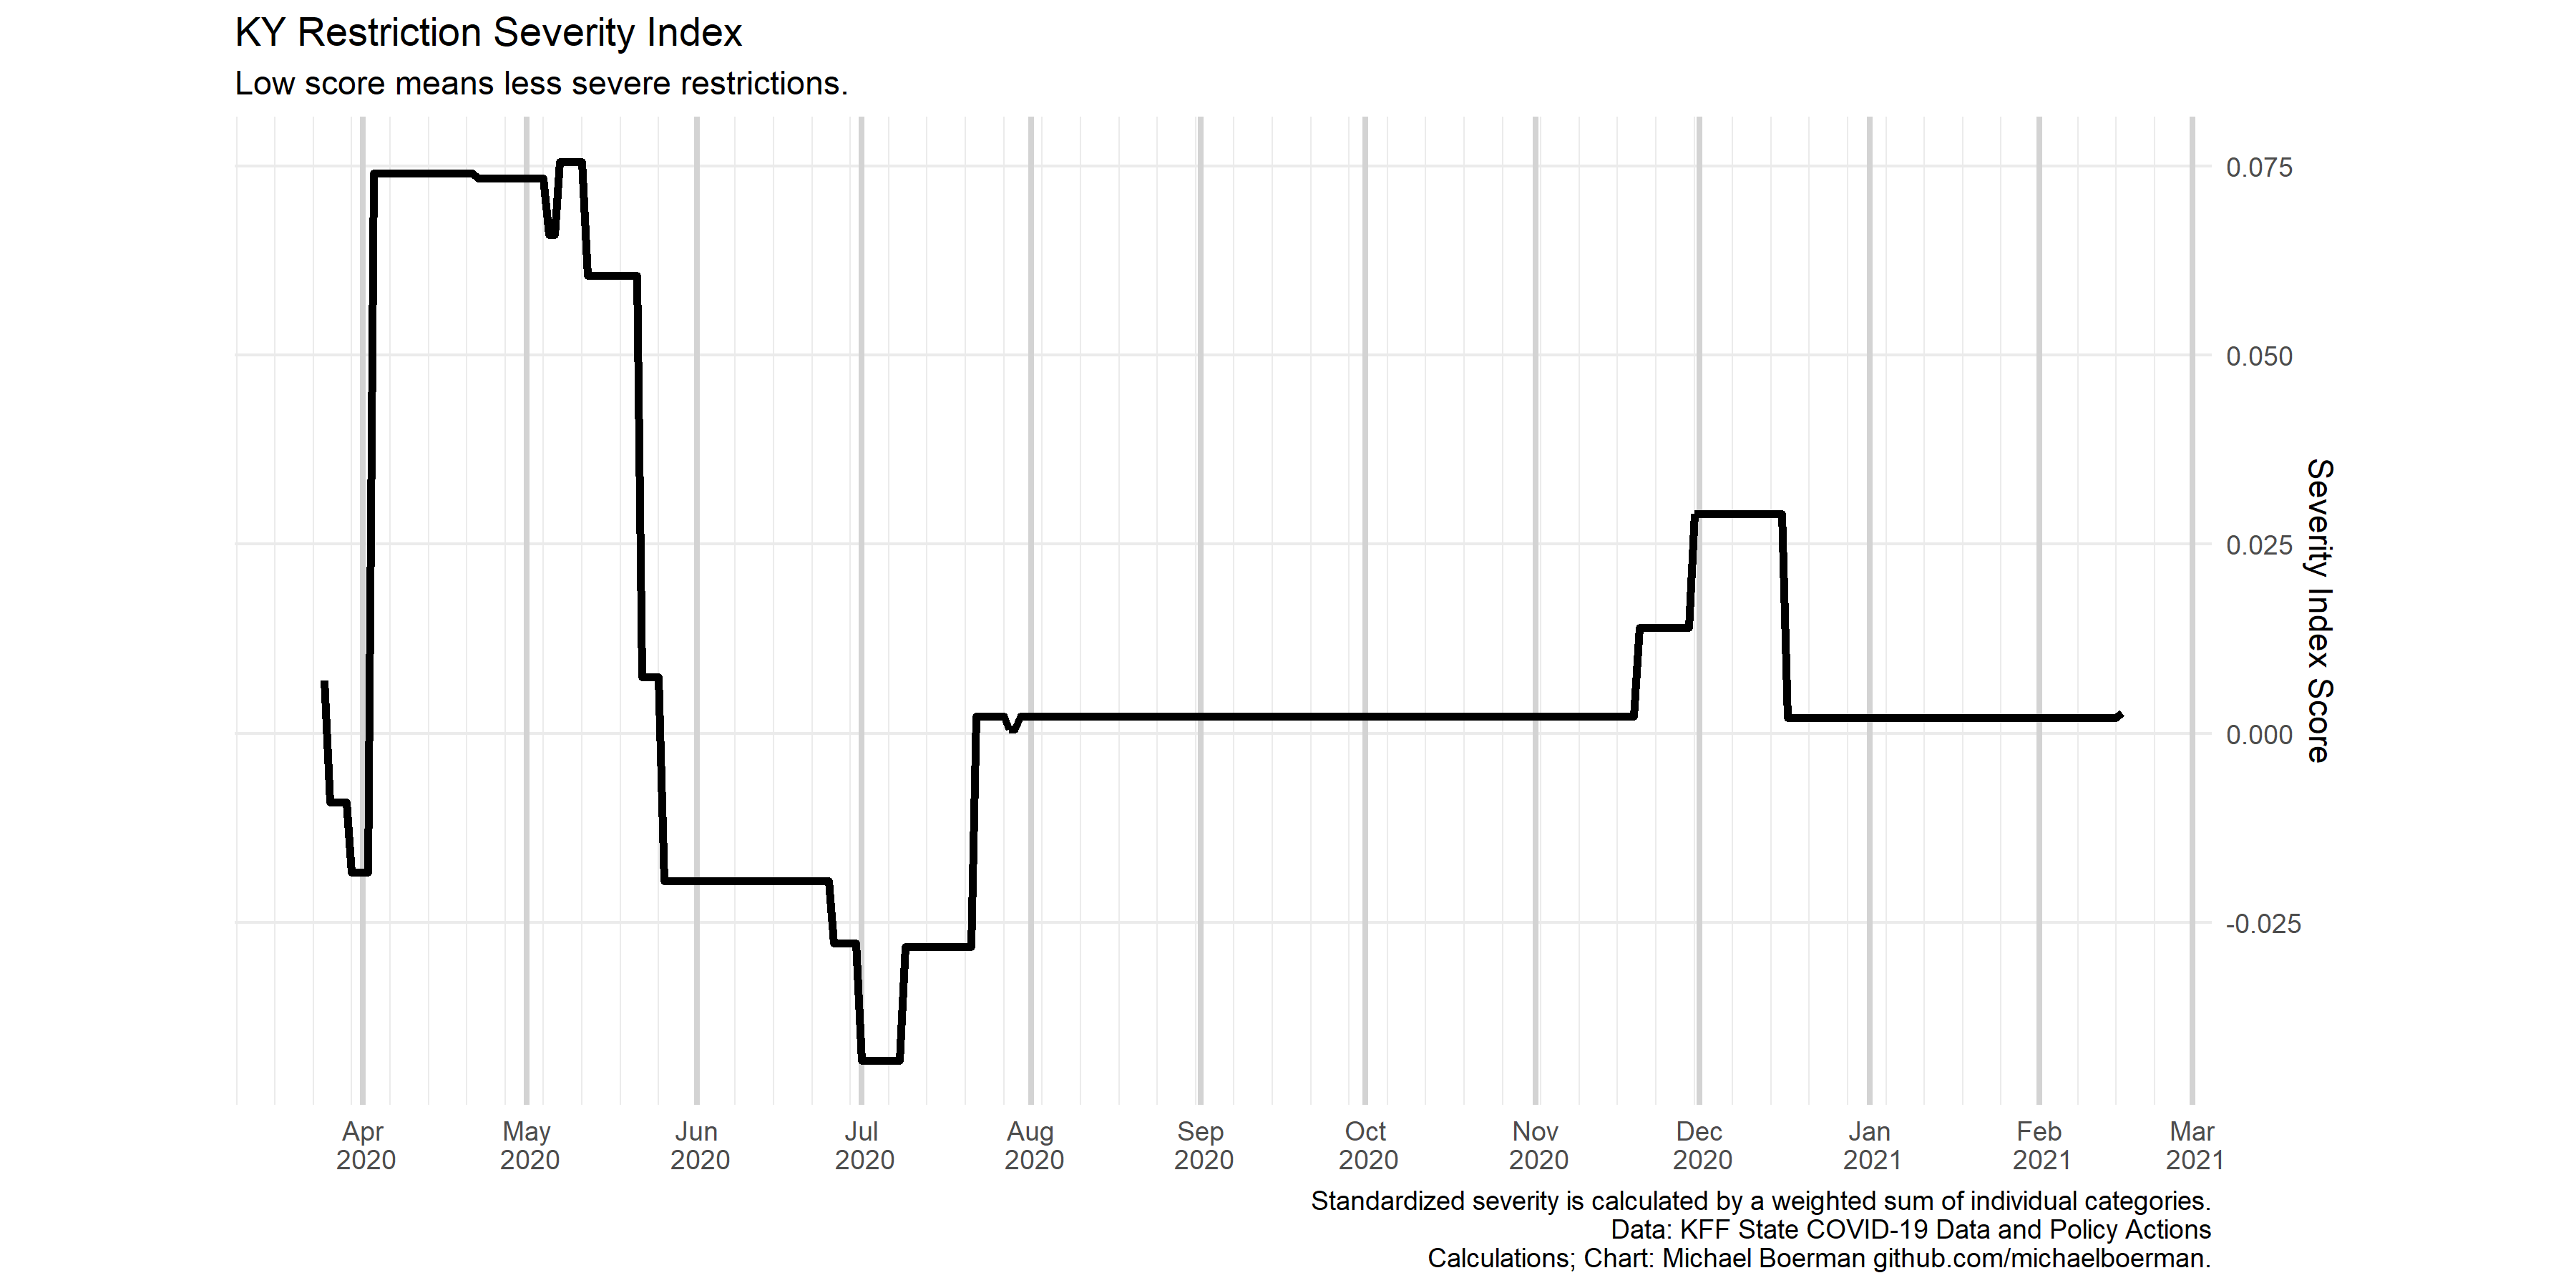 KY Restriction Severity Index
Low score means less severe restrictions.
0.075
0.050
0.025
0.000
-0.025
Severity Index Score
Apr 2020
May 2020
Jun 2020
Jul 2020
Aug 2020
Sep 2020
Oct 2020
Nov 2020
Dec 2020
Jan 2021
Feb 2021
Mar 2021
Standardized severity is calculated by a weighted sum of individual categories.
Data: KFF State COVID-19 Data and Policy Actions
Calculations; Chart: Michael Boerman github.com/michaelboerman.